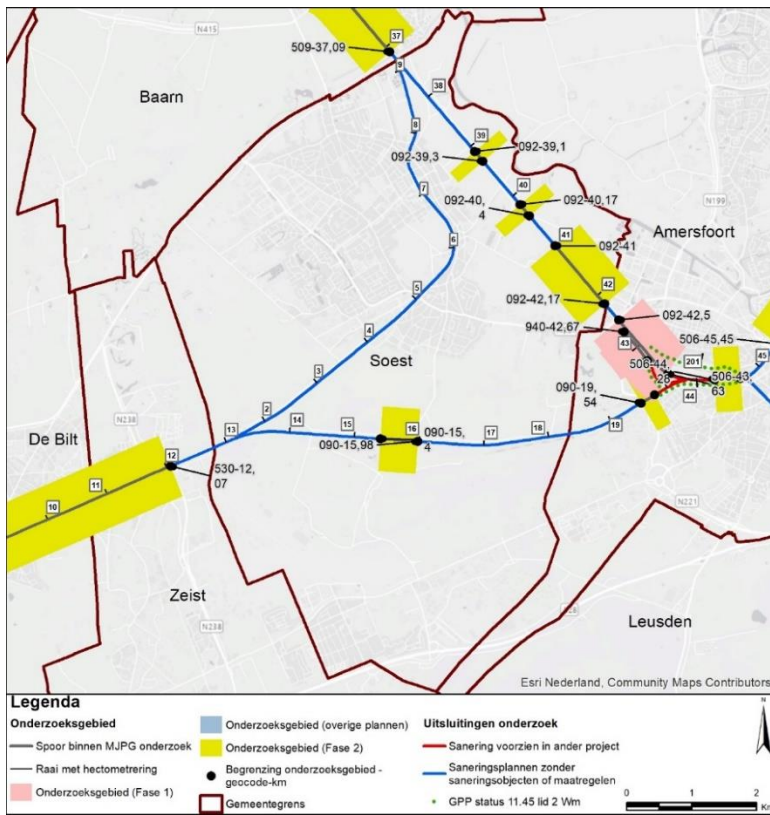 N415
37
509-37,09
9
Baarn
38
8
39
092-39,1
092-39,3
7
40
N199
092-40,
4
092-40,17
6
41
Amersfoort
092-41
5
42
092-42,17
092-42,5
4
940-42,67
506-45,45
43
Soest
201
45
506-44,
28
506-43,
63
3
44
090-19,
54
N238
2
19
De Bilt
13
14
15
16
17
18
12
090-15,98
090-15,
4
530-12,
07
11
10
N221
Zeist
N238
A28
Leusden
Esri Nederland, Community Maps Contributors
Legenda
Onderzoeksgebied
Spoor binnen MJPG onderzoek
Raai met hectometrering
Onderzoeksgebied (Fase 1)
Onderzoeksgebied (overige plannen)
Onderzoeksgebied (Fase 2)
Begrenzing onderzoeksgebied -
geocode-km
Gemeentegrens
Uitsluitingen onderzoek
Sanering voorzien in ander project
Saneringsplannen zonder
saneringsobjecten of maatregelen
GPP status 11.45 lid 2 Wm
N
0 1 2